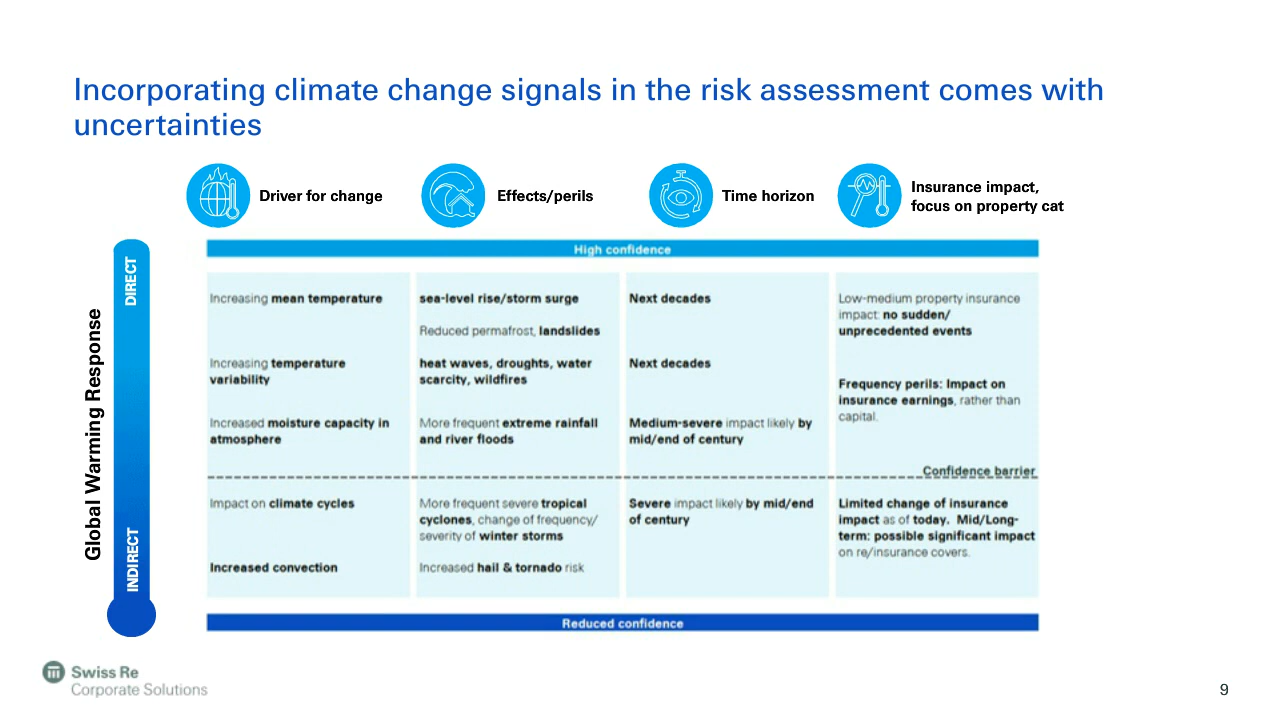 Incorporating climate change signals in the risk assessment comes with
uncertainties
Driver for change
Effects/perils
Time horizon
Insurance impact,
focus on property cat
Global Warming Response
DIRECT
INDIRECT
High confidence
Increasing mean temperature
sea-level rise/storm surge
Next decades
Low-medium property insurance
impact: no sudden/
unprecedented events
Reduced permafrost, landslides
Increasing temperature
variability
heat waves, droughts, water
scarcity, wildfires
Next decades
Frequency perils: Impact on
insurance earnings, rather than
capital.
Increased moisture capacity in
atmosphere
More frequent extreme rainfall
and river floods
Medium-severe impact likely by
mid/end of century
Confidence barrier
Impact on climate cycles
More frequent severe tropical
cyclones, change of frequency/
severity of winter storms
Severe impact likely by mid/end
of century
Limited change of insurance
impact as of today. Mid/Long-
term: possible significant impact
on re/insurance covers.
Increased convection
Increased hail & tornado risk
Reduced confidence
Swiss Re
Corporate Solutions
9